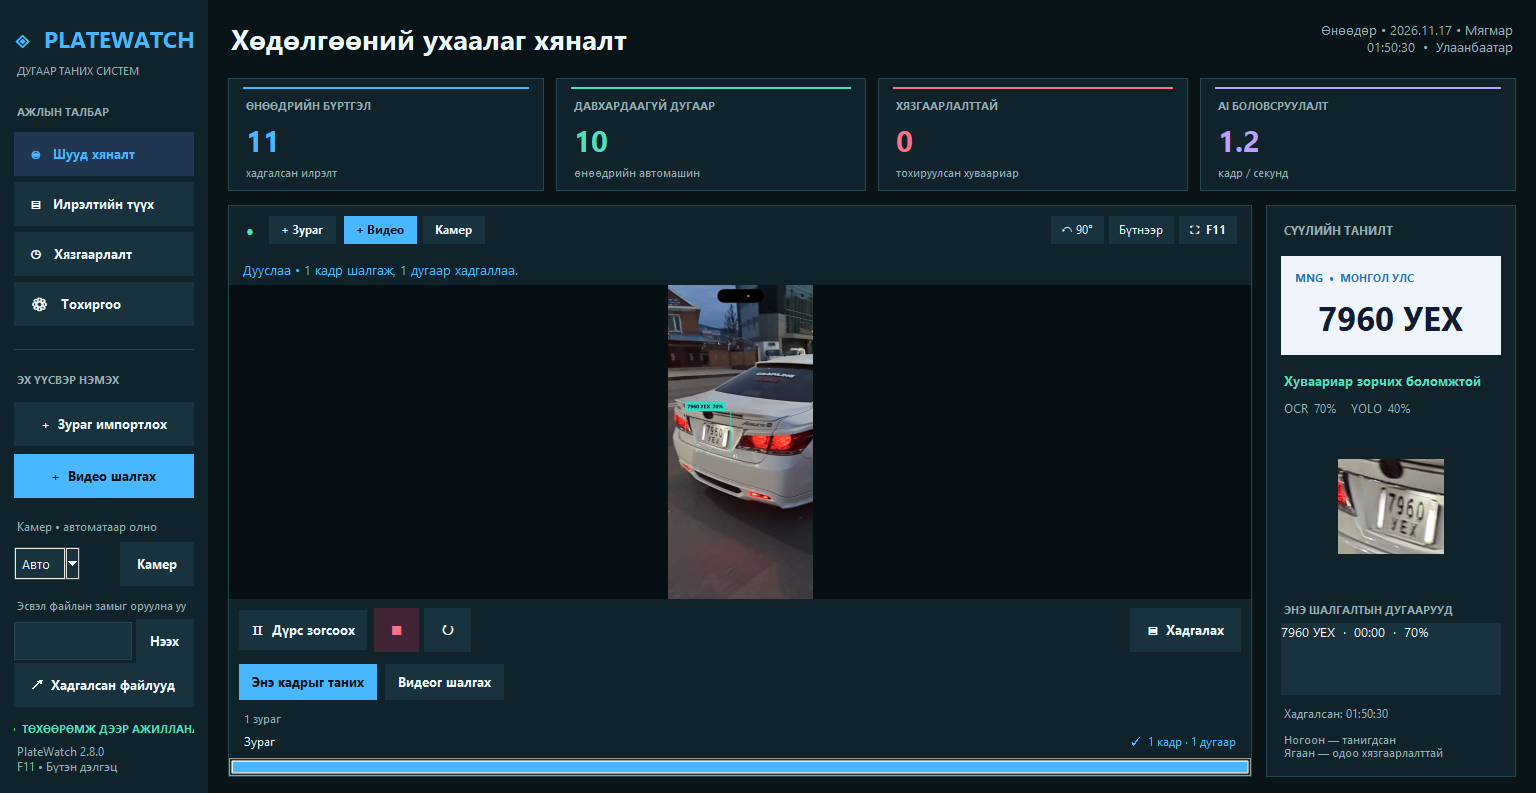 PLATEWATCH
ДУГААР ТАНИХ СИСТЕМ
АЖЛЫН ТАЛБАР
Шууд хяналт
Илрэлтийн түүх
Хязгаарлалт
Тохиргоо
ЭХ ҮҮСВЭР НЭМЭХ
+ Зураг импортлох
+ Видео шалгах
Камер • автоматаар олно
Авто
Камер
Эсвэл файлын замыг оруулна уу
Нээх
Хадгалсан файлууд
ТӨХӨӨРӨМЖ ДЭЭР АЖИЛЛАНА
PlateWatch 2.8.0
F11 • Бүтэн дэлгэц
Хөдөлгөөний ухаалаг хяналт
Өнөөдөр • 2026.11.17 • Мягмар
01:50:30 • Улаанбаатар
ӨНӨӨДРИЙН БҮРТГЭЛ
11
хадгалсан илрэлт
ДАВХАРДААГҮЙ ДУГААР
10
өнөөдрийн автомашин
ХЯЗГААРЛАЛТТАЙ
0
тохируулсан хуваариар
AI БОЛОВСРУУЛАЛТ
1.2
кадр / секунд
+ Зураг
+ Видео
Камер
90°
Бүтнээр
F11
Дууслаа • 1 кадр шалгаж, 1 дугаар хадгаллаа.
7960 УЕХ 70%
7960
УЕХ
Дүрс зогсоох
Хадгалах
Энэ кадрыг таних
Видеог шалгах
1 зураг
Зураг
✓ 1 кадр · 1 дугаар
СҮҮЛИЙН ТАНИЛТ
MNG • МОНГОЛ УЛС
7960 УЕХ
Хуваариар зорчих боломжтой
OCR 70% YOLO 40%
7960
УЕХ
ЭНЭ ШАЛГАЛТЫН ДУГААРУУД
7960 УЕХ · 00:00 · 70%
Хадгалсан: 01:50:30
Ногоон — танигдсан
Ягаан — одоо хязгаарлалттай